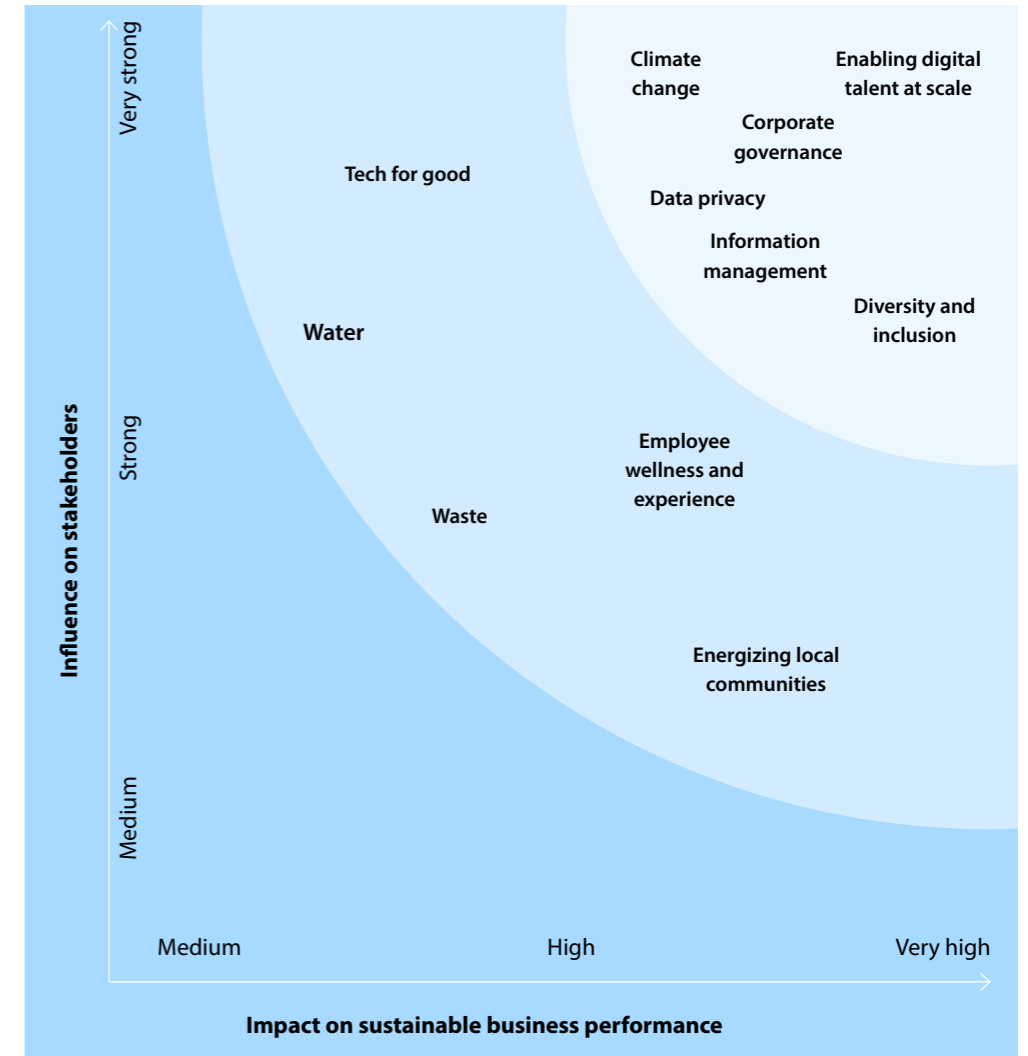 Very strong
Strong
Medium
Influence on stakeholders
Climate
change
Enabling digital
talent at scale
Corporate
governance
Tech for good
Data privacy
Information
management
Diversity and
inclusion
Water
Employee
wellness and
experience
Waste
Energizing local
communities
Medium
High
Very high
Impact on sustainable business performance